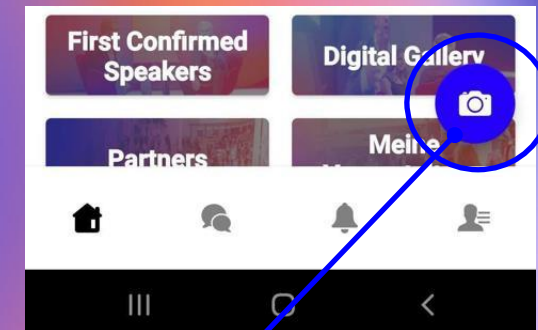 First Confirmed
Speakers
Digital Gallery
Partners
Meine